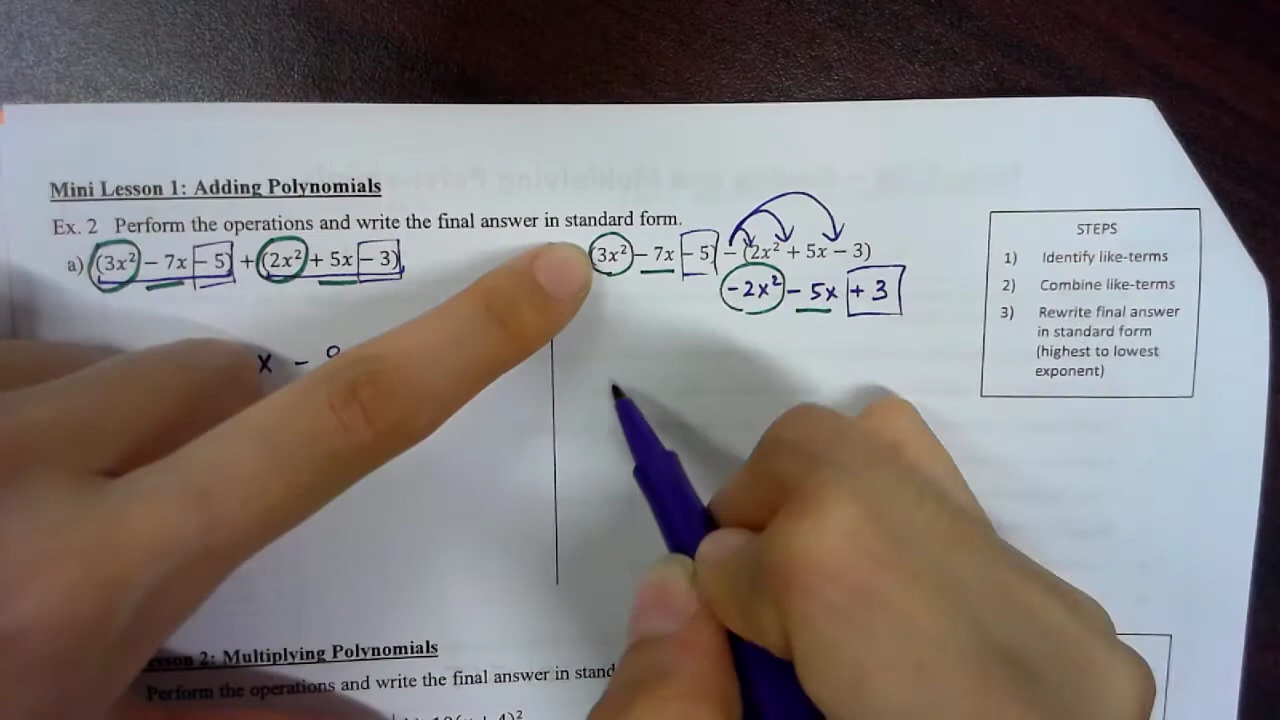 Mini Lesson 1: Adding Polynomials
Ex. 2 Perform the operations and write the final answer in standard form.
a) (3x² − 7x − 5) + (2x² + 5x − 3)
(3x² − 7x − 5) − (2x² + 5x − 3)
−2x² − 5x + 3
x −
STEPS
1) Identify like-terms
2) Combine like-terms
3) Rewrite final answer
in standard form
(highest to lowest
exponent)
2: Multiplying Polynomials
Perform the operations and write the final answer in